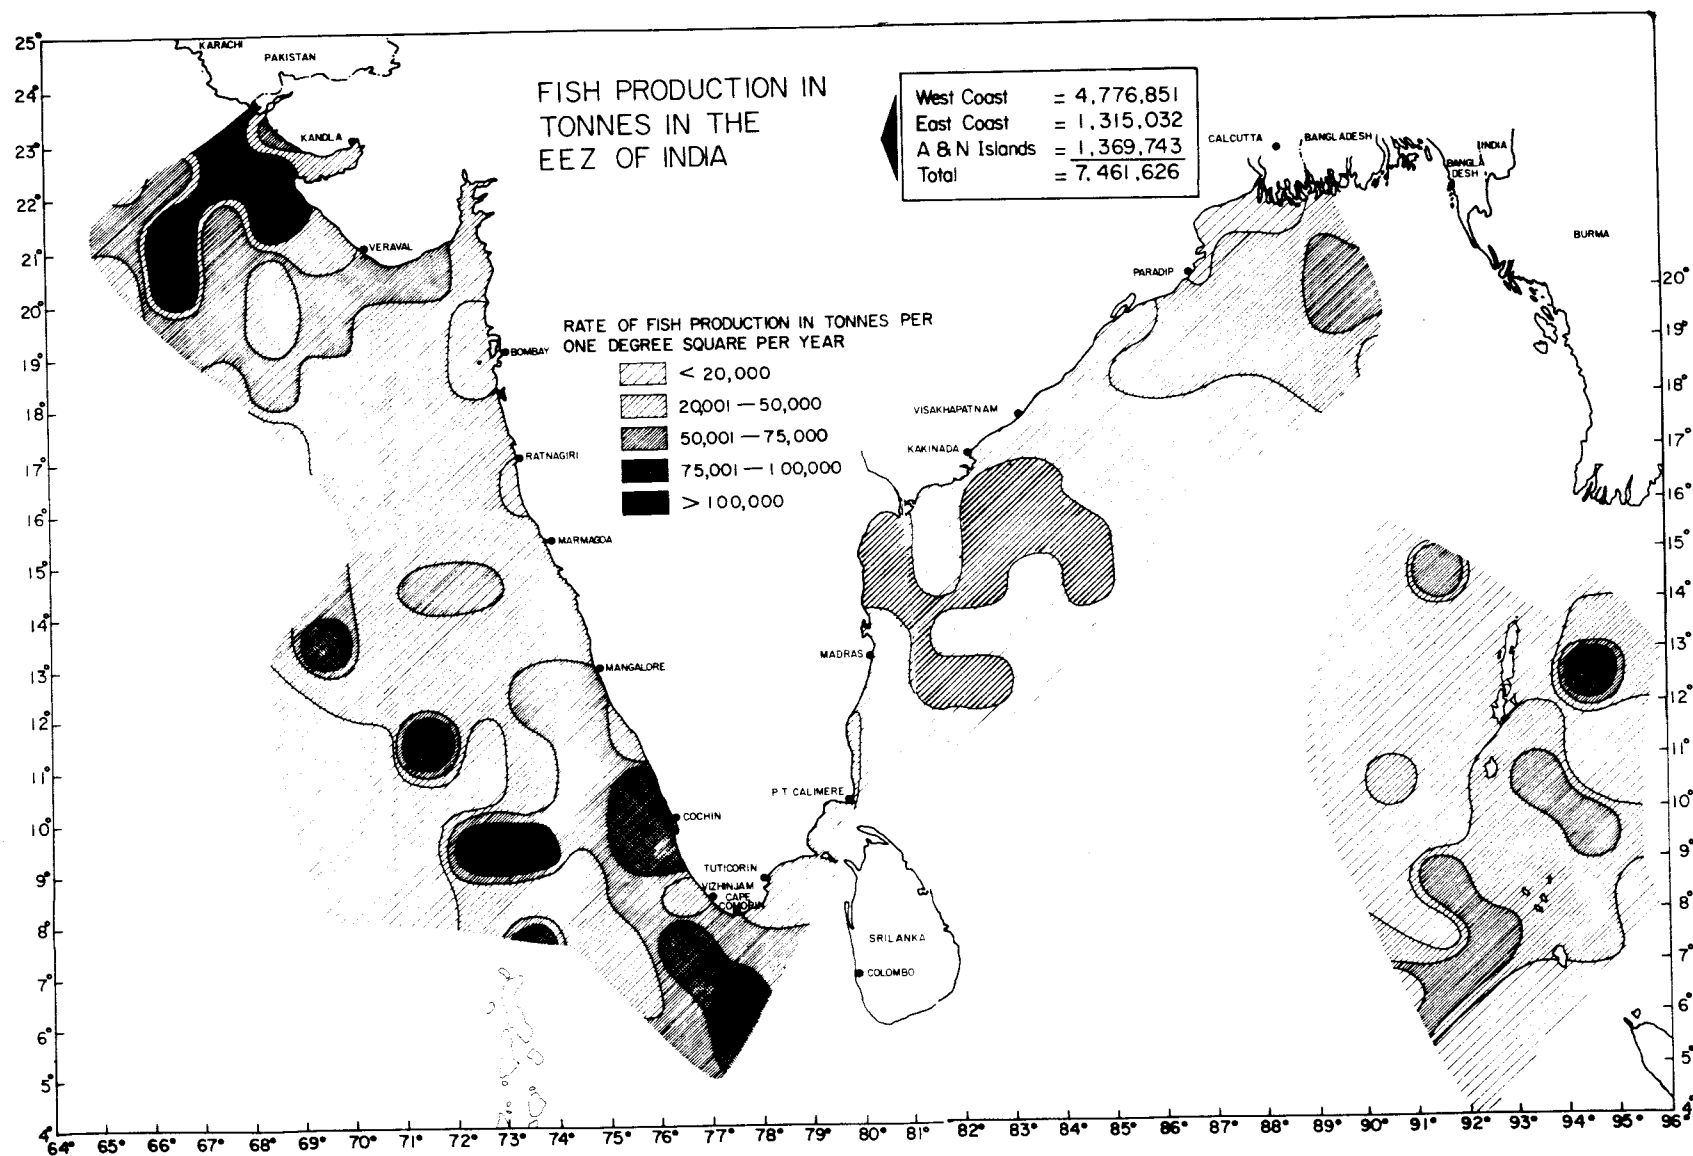 KARACHI
PAKISTAN
KANDLA
VERAVAL
BOMBAY
RATNAGIRI
MARMAGOA
MANGALORE
COCHIN
TUTICORIN
VIZHINJAM
CAPE
COMORIN
FISH PRODUCTION IN
TONNES IN THE
EEZ OF INDIA
West Coast = 4,776,851
East Coast = 1,315,032
A & N Islands = 1,369,743
Total = 7,461,626
RATE OF FISH PRODUCTION IN TONNES PER
ONE DEGREE SQUARE PER YEAR
< 20,000
20,001 — 50,000
50,001 — 75,000
75,001 — 100,000
> 100,000
CALCUTTA
BANGLADESH
INDIA
BANGLA
DESH
BURMA
PARADIP
VISAKHAPATNAM
KAKINADA
MADRAS
PT CALIMERE
SRILANKA
COLOMBO
25°
24°
23°
22°
21°
20°
19°
18°
17°
16°
15°
14°
13°
12°
11°
10°
9°
8°
7°
6°
5°
4°
20°
19°
18°
17°
16°
15°
14°
13°
12°
11°
10°
9°
8°
7°
6°
5°
4°
64° 65° 66° 67° 68° 69° 70° 71° 72° 73° 74° 75° 76° 77° 78° 79° 80° 81° 82° 83° 84° 85° 86° 87° 88° 89° 90° 91° 92° 93° 94° 95° 96°